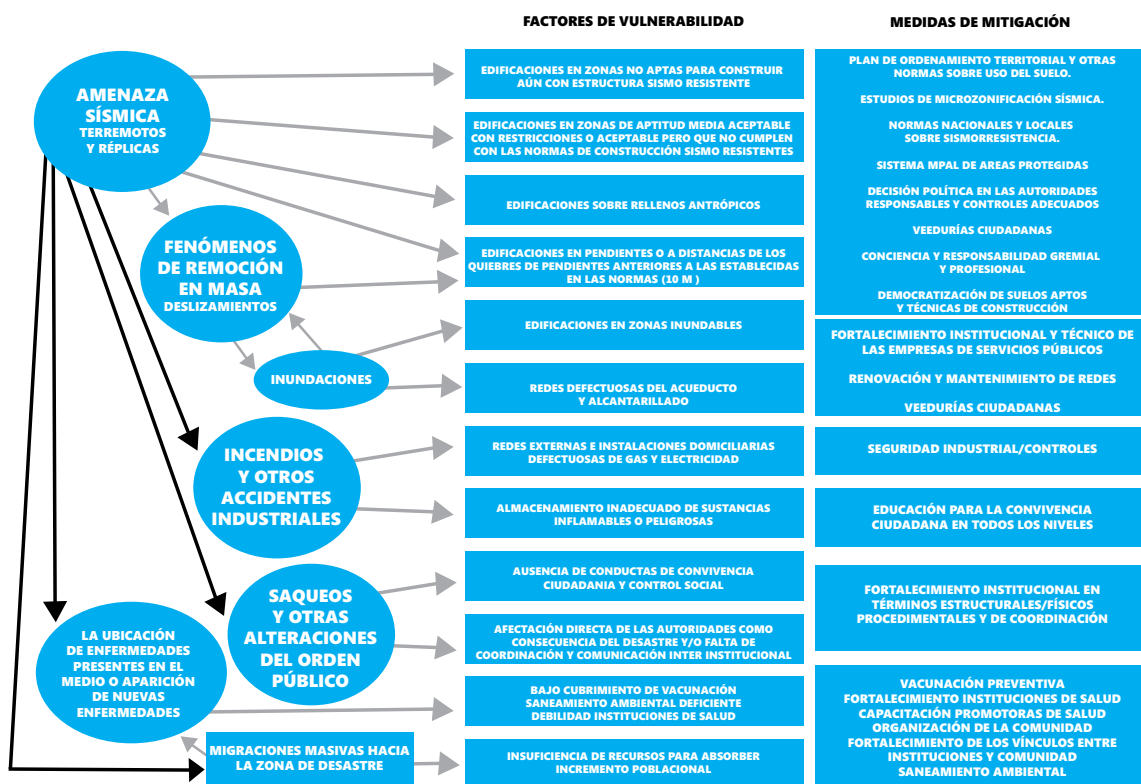 FACTORES DE VULNERABILIDAD
MEDIDAS DE MITIGACIÓN
AMENAZA
SÍSMICA
TERREMOTOS
Y RÉPLICAS
FENÓMENOS
DE REMOCIÓN
EN MASA
DESLIZAMIENTOS
INUNDACIONES
INCENDIOS
Y OTROS
ACCIDENTES
INDUSTRIALES
SAQUEOS
Y OTRAS
ALTERACIONES
DEL ORDEN
PÚBLICO
LA UBICACIÓN
DE ENFERMEDADES
PRESENTES EN EL
MEDIO O APARICIÓN
DE NUEVAS
ENFERMEDADES
MIGRACIONES MASIVAS HACIA
LA ZONA DE DESASTRE
EDIFICACIONES EN ZONAS NO APTAS PARA CONSTRUIR
AÚN CON ESTRUCTURA SISMO RESISTENTE
EDIFICACIONES EN ZONAS DE APTITUD MEDIA ACEPTABLE
CON RESTRICCIONES O ACEPTABLE PERO QUE NO CUMPLEN
CON LAS NORMAS DE CONSTRUCCIÓN SISMO RESISTENTES
EDIFICACIONES SOBRE RELLENOS ANTRÓPICOS
EDIFICACIONES EN PENDIENTES O A DISTANCIAS DE LOS
QUIEBRES DE PENDIENTES ANTERIORES A LAS ESTABLECIDAS
EN LAS NORMAS (10 M )
EDIFICACIONES EN ZONAS INUNDABLES
REDES DEFECTUOSAS DEL ACUEDUCTO
Y ALCANTARILLADO
REDES EXTERNAS E INSTALACIONES DOMICILIARIAS
DEFECTUOSAS DE GAS Y ELECTRICIDAD
ALMACENAMIENTO INADECUADO DE SUSTANCIAS
INFLAMABLES O PELIGROSAS
AUSENCIA DE CONDUCTAS DE CONVIVENCIA
CIUDADANIA Y CONTROL SOCIAL
AFECTACIÓN DIRECTA DE LAS AUTORIDADES COMO
CONSECUENCIA DEL DESASTRE Y/O FALTA DE
COORDINACIÓN Y COMUNICACIÓN INTER INSTITUCIONAL
BAJO CUBRIMIENTO DE VACUNACIÓN
SANEAMIENTO AMBIENTAL DEFICIENTE
DEBILIDAD INSTITUCIONES DE SALUD
INSUFICIENCIA DE RECURSOS PARA ABSORBER
INCREMENTO POBLACIONAL
PLAN DE ORDENAMIENTO TERRITORIAL Y OTRAS
NORMAS SOBRE USO DEL SUELO.
ESTUDIOS DE MICROZONIFICACIÓN SÍSMICA.
NORMAS NACIONALES Y LOCALES
SOBRE SISMORRESISTENCIA.
SISTEMA MPAL DE AREAS PROTEGIDAS
DECISIÓN POLÍTICA EN LAS AUTORIDADES
RESPONSABLES Y CONTROLES ADECUADOS
VEEDURÍAS CIUDADANAS
CONCIENCIA Y RESPONSABILIDAD GREMIAL
Y PROFESIONAL
DEMOCRATIZACIÓN DE SUELOS APTOS
Y TÉCNICAS DE CONSTRUCCIÓN
FORTALECIMIENTO INSTITUCIONAL Y TÉCNICO DE
LAS EMPRESAS DE SERVICIOS PÚBLICOS
RENOVACIÓN Y MANTENIMIENTO DE REDES
VEEDURÍAS CIUDADANAS
SEGURIDAD INDUSTRIAL/CONTROLES
EDUCACIÓN PARA LA CONVIVENCIA
CIUDADANA EN TODOS LOS NIVELES
FORTALECIMIENTO INSTITUCIONAL EN
TÉRMINOS ESTRUCTURALES/FÍSICOS
PROCEDIMENTALES Y DE COORDINACIÓN
VACUNACIÓN PREVENTIVA
FORTALECIMIENTO INSTITUCIONES DE SALUD
CAPACITACIÓN PROMOTORAS DE SALUD
ORGANIZACIÓN DE LA COMUNIDAD
FORTALECIMIENTO DE LOS VÍNCULOS ENTRE
INSTITUCIONES Y COMUNIDAD
SANEAMIENTO AMBIENTAL